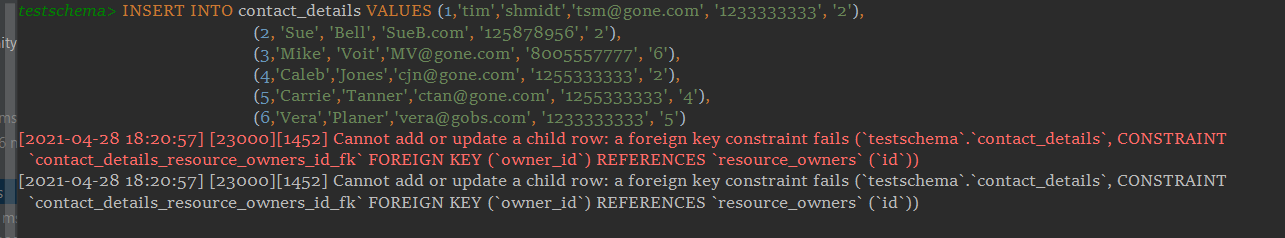 testschema> INSERT INTO contact_details VALUES (1,'tim','shmidt','tsm@gone.com', '1233333333', '2'),
(2, 'Sue', 'Bell', 'SueB.com', '125878956',' 2'),
nity
(3,'Mike', 'Voit','MV@gone.com', '8005557777', '6'),
(4,'Caleb','Jones','cjn@gone.com', '1255333333', '2'),
(5,'Carrie','Tanner','ctan@gone.com', '1255333333', '4'),
(6,'Vera','Planer','vera@gobs.com', '1233333333', '5')
[2021-04-28 18:20:57] [23000][1452] Cannot add or update a child row: a foreign key constraint fails (`testschema`.`contact_details`, CONSTRAINT
`contact_details_resource_owners_id_fk` FOREIGN KEY (`owner_id`) REFERENCES `resource_owners` (`id`))
[2021-04-28 18:20:57] [23000][1452] Cannot add or update a child row: a foreign key constraint fails (`testschema`.`contact_details`, CONSTRAINT
`contact_details_resource_owners_id_fk` FOREIGN KEY (`owner_id`) REFERENCES `resource_owners` (`id`))